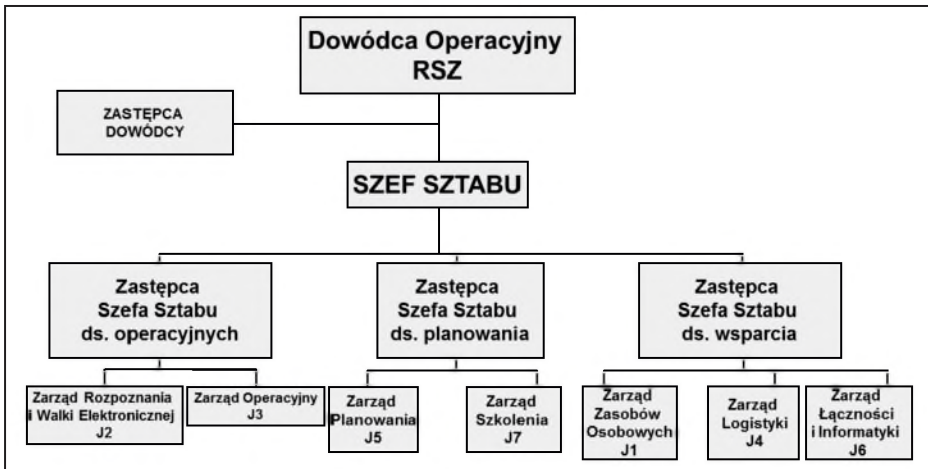 Dowódca Operacyjny
RSZ
ZASTĘPCA
DOWÓDCY
SZEF SZTABU
Zastępca
Szefa Sztabu
ds. operacyjnych
Zastępca
Szefa Sztabu
ds. planowania
Zastępca
Szefa Sztabu
ds. wsparcia
Zarząd Rozpoznania
i Walki Elektronicznej
J2
Zarząd Operacyjny
J3
Zarząd
Planowania
J5
Zarząd
Szkolenia
J7
Zarząd
Zasobów
Osobowych
J1
Zarząd
Logistyki
J4
Zarząd
Łączności
i Informatyki
J6